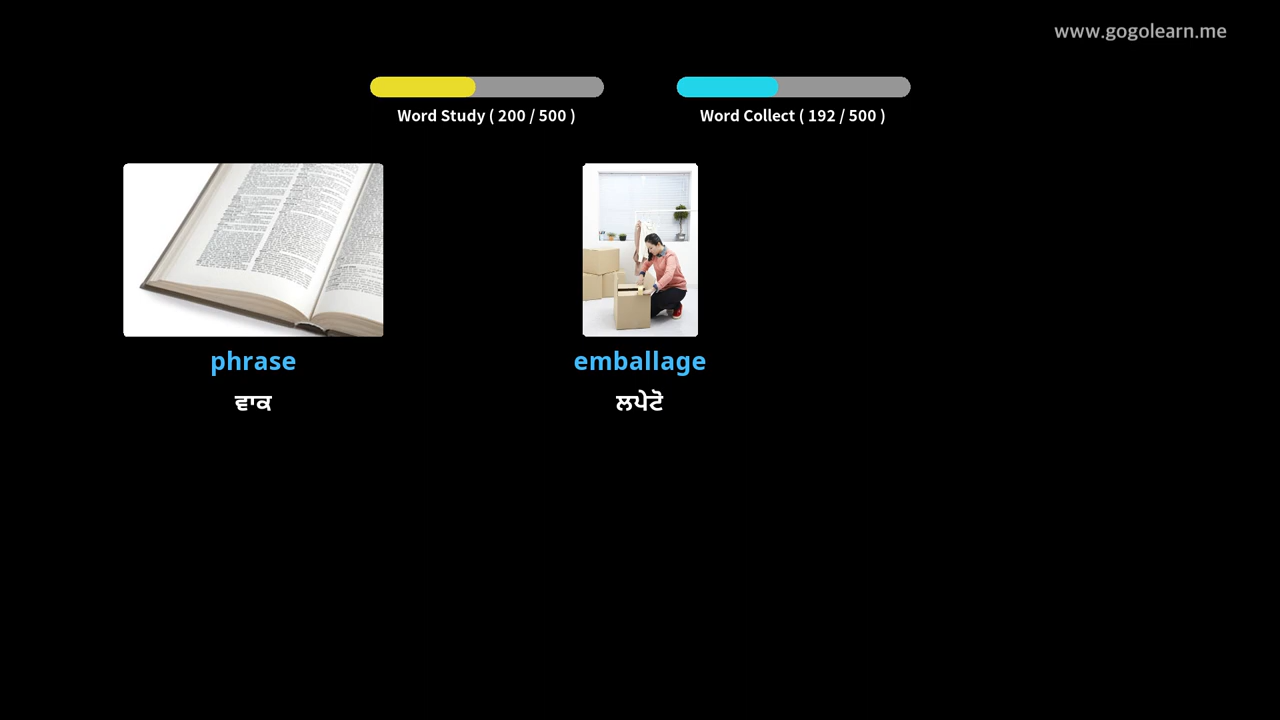 www.gogolearn.me
Word Study ( 200 / 500 )
Word Collect ( 192 / 500 )
phrase
emballage
ਵਾਕ
ਲਪੇਟੋ